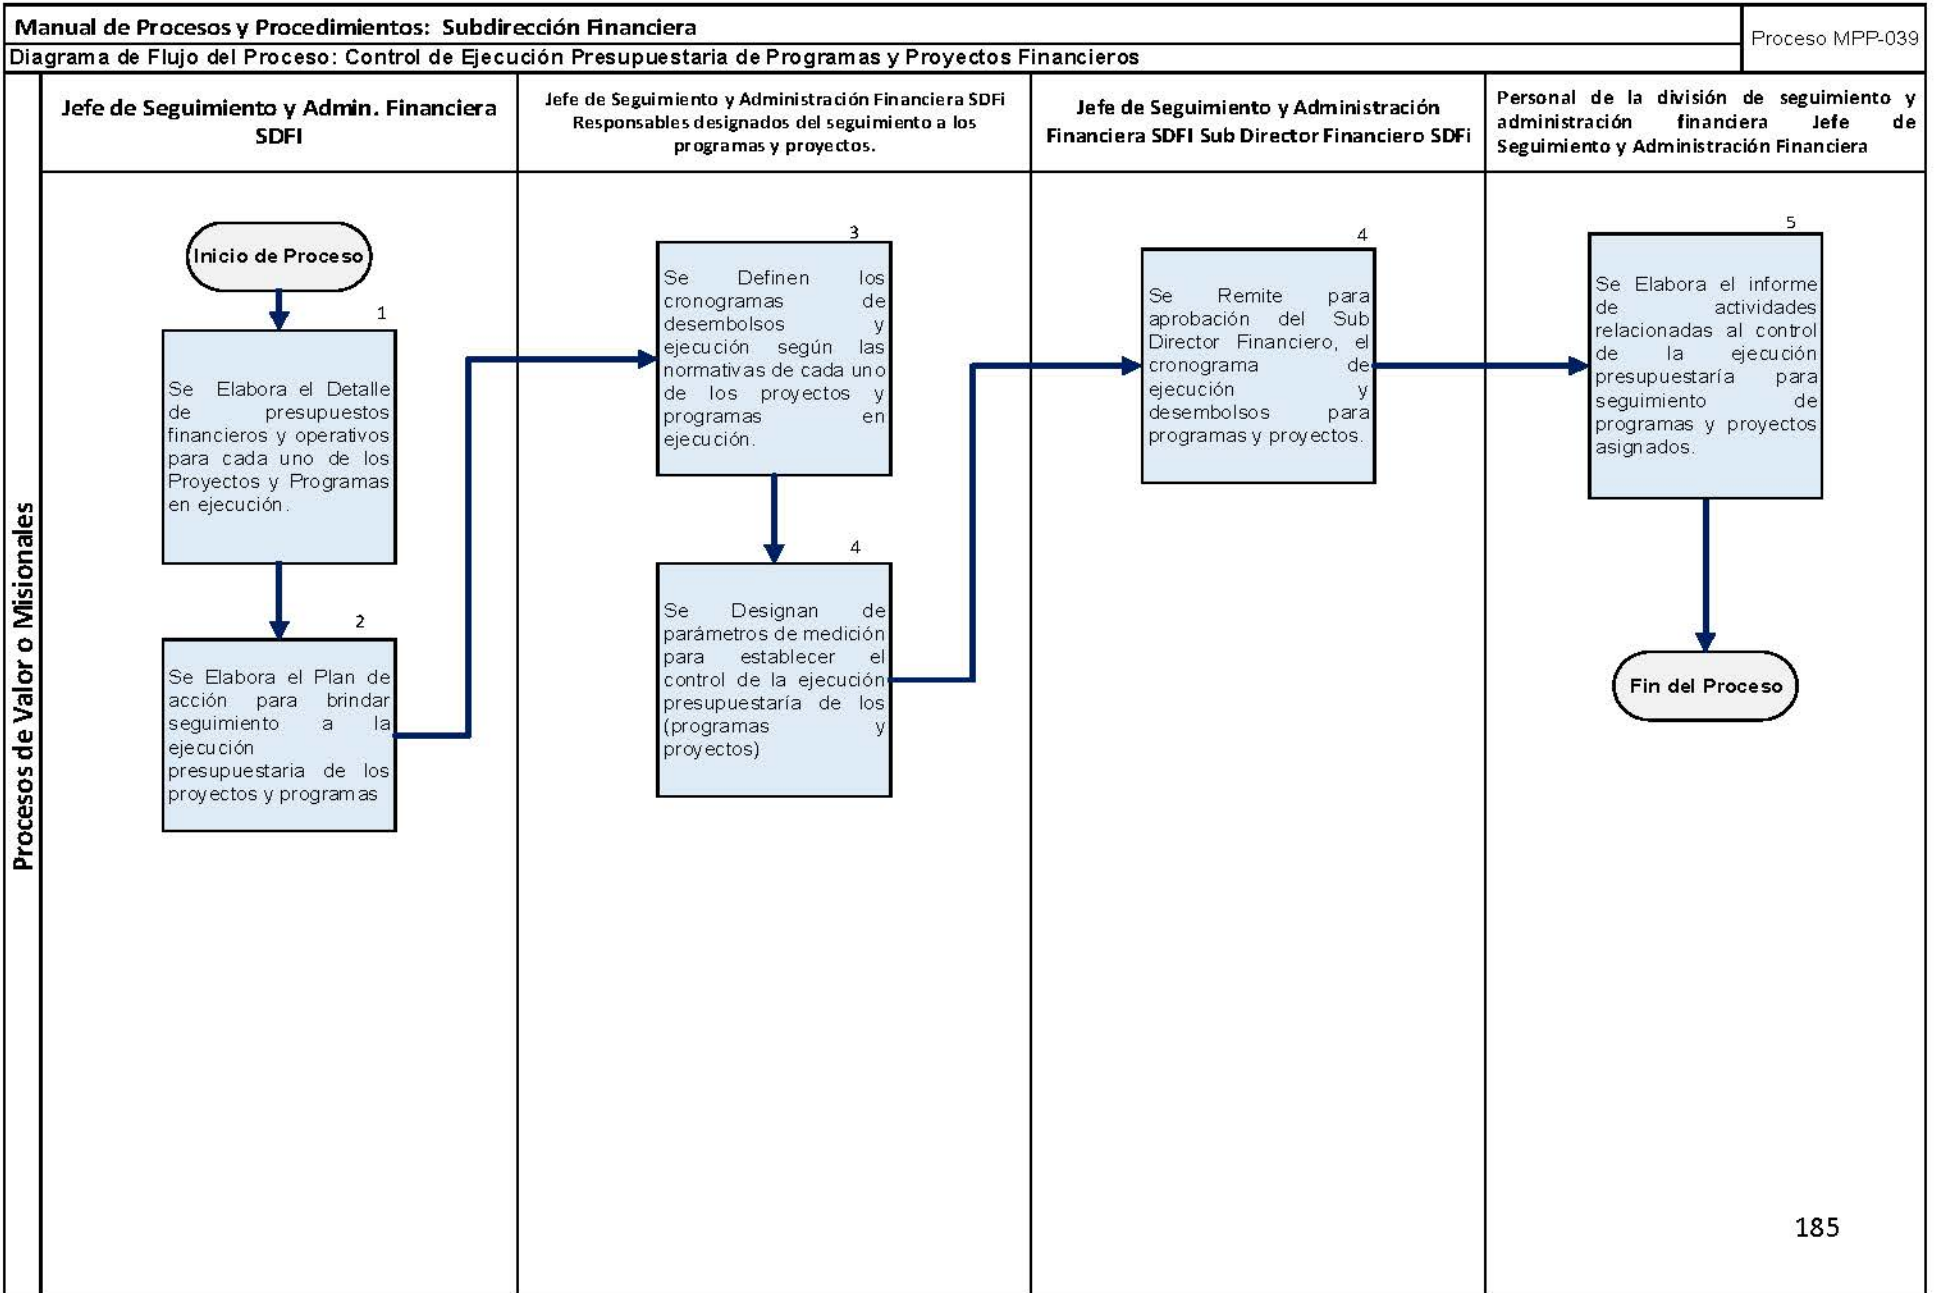 Manual de Procesos y Procedimientos: Subdirección Financiera
Proceso MPP-039
Diagrama de Flujo del Proceso: Control de Ejecución Presupuestaria de Programas y Proyectos Financieros
Procesos de Valor o Misionales
Jefe de Seguimiento y Admin. Financiera
SDFI
Inicio de Proceso
1
Se Elabora el Detalle
de presupuestos
financieros y operativos
para cada uno de los
Proyectos y Programas
en ejecución.
2
Se Elabora el Plan de
acción para brindar
seguimiento a la
ejecución
presupuestaria de los
proyectos y programas
Jefe de Seguimiento y Administración Financiera SDFi
Responsables designados del seguimiento a los
programas y proyectos.
3
Se Definen los
cronogramas de
desembolsos y
ejecución según las
normativas de cada uno
de los proyectos y
programas en
ejecución.
4
Se Designan de
parámetros de medición
para establecer el
control de la ejecución
presupuestaría de los
(programas y
proyectos)
Jefe de Seguimiento y Administración
Financiera SDFI Sub Director Financiero SDFi
4
Se Remite para
aprobación del Sub
Director Financiero, el
cronograma de
ejecución y
desembolsos para
programas y proyectos.
Personal de la división de seguimiento y
administración financiera Jefe de
Seguimiento y Administración Financiera
5
Se Elabora el informe
de actividades
relacionadas al control
de la ejecución
presupuestaría para
seguimiento de
programas y proyectos
asignados.
Fin del Proceso
185